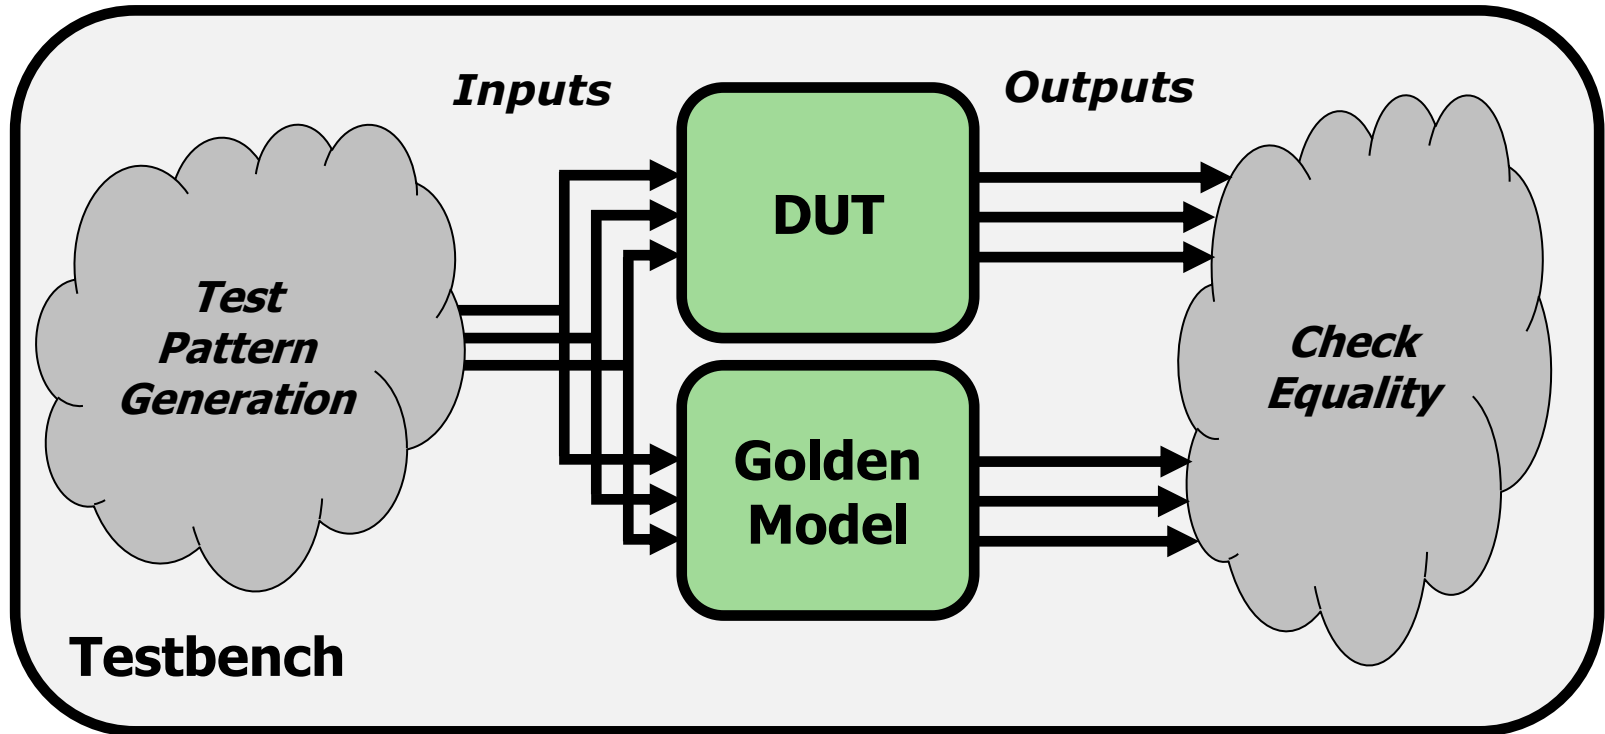 Inputs
Outputs
DUT
Test
Pattern
Generation
Check
Equality
Golden
Model
Testbench